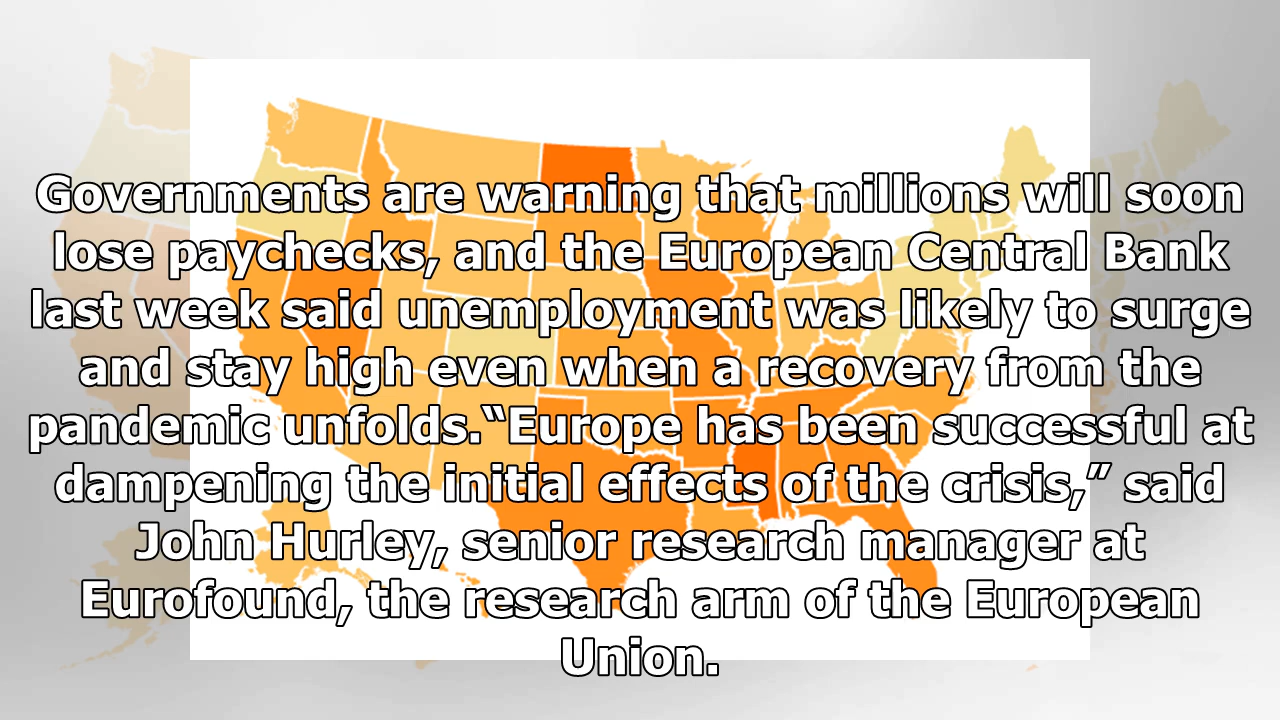 Governments are warning that millions will soon
lose paychecks, and the European Central Bank
last week said unemployment was likely to surge
and stay high even when a recovery from the
pandemic unfolds.“Europe has been successful at
dampening the initial effects of the crisis,” said
John Hurley, senior research manager at
Eurofound, the research arm of the European
Union.